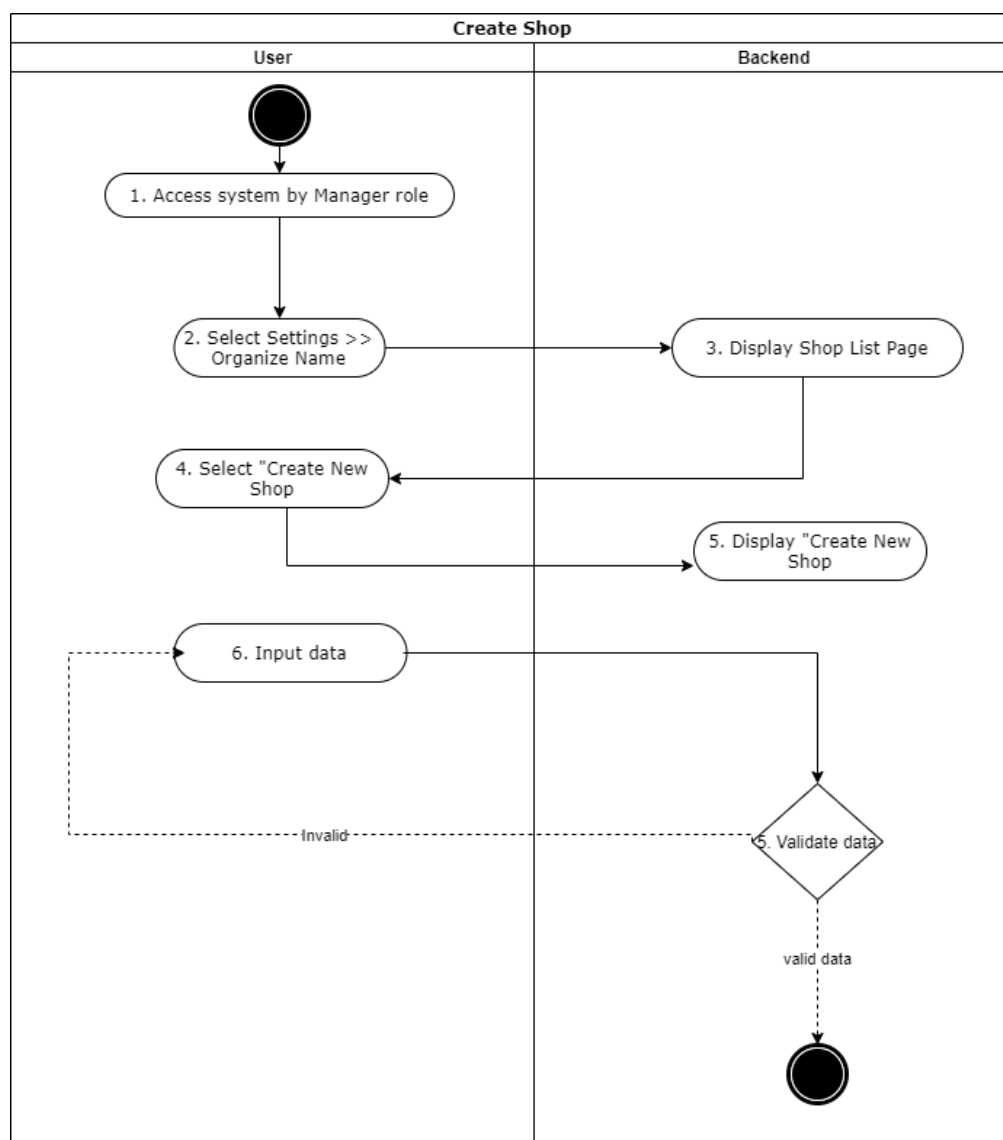 Create Shop
User
Backend
1. Access system by Manager role
2. Select Settings >>
Organize Name
3. Display Shop List Page
4. Select "Create New
Shop
5. Display "Create New
Shop
6. Input data
Invalid
5. Validate data
valid data